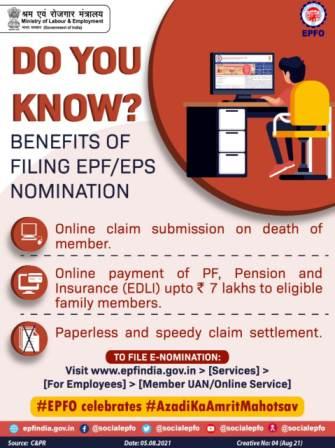 श्रम एवं रोजगार मंत्रालय
Ministry of Labour & Employment
भारत सरकार (Government of India)
EPFO
DO YOU
KNOW?
BENEFITS OF
FILING EPF/EPS
NOMINATION
Online claim submission on death of
member.
Online payment of PF, Pension and
Insurance (EDLI) upto ₹ 7 lakhs to eligible
family members.
Paperless and speedy claim settlement.
TO FILE E-NOMINATION:
Visit www.epfindia.gov.in > [Services] >
[For Employees] > [Member UAN/Online Service]
#EPFO celebrates #AzadiKaAmritMahotsav
epfindia.gov.in @socialepfo @socialepfo @socialepfo @socialepfo
Source: C&PR Date: 05.08.2021 Creative No: 04 (Aug 21)